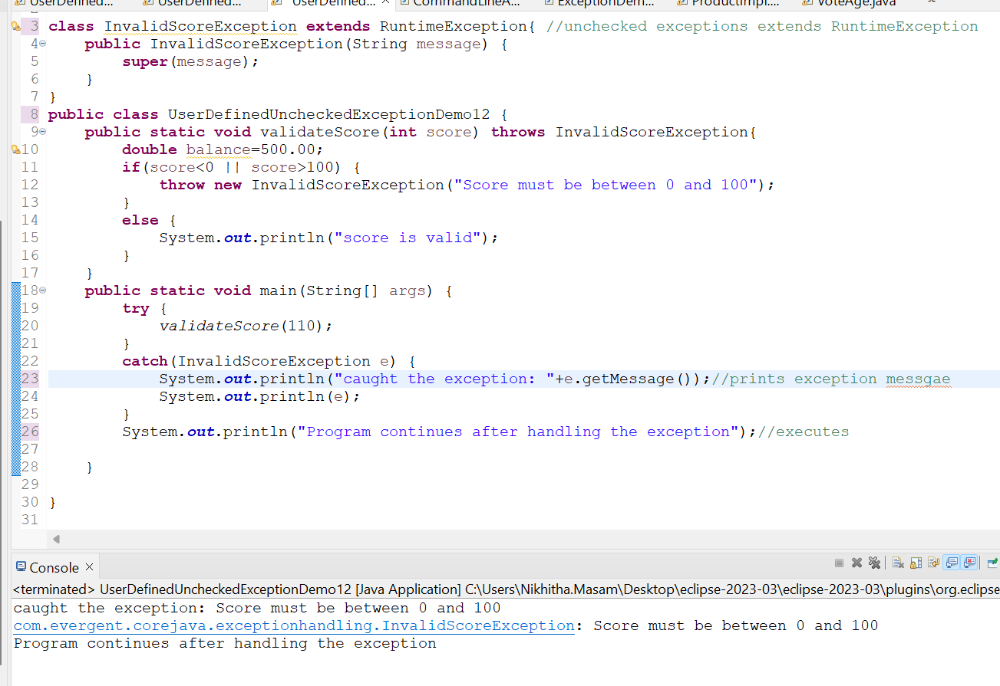 UserDefined... UserDefined... UserDefined... CommandLineA... ExceptionDem... ProductImpl.... VoteAge.java
3 class InvalidScoreException extends RuntimeException{ //unchecked exceptions extends RuntimeException
4 public InvalidScoreException(String message) {
5 super(message);
6 }
7 }
8 public class UserDefinedUncheckedExceptionDemo12 {
9 public static void validateScore(int score) throws InvalidScoreException{
10 double balance=500.00;
11 if(score<0 || score>100) {
12 throw new InvalidScoreException("Score must be between 0 and 100");
13 }
14 else {
15 System.out.println("score is valid");
16 }
17 }
18 public static void main(String[] args) {
19 try {
20 validateScore(110);
21 }
22 catch(InvalidScoreException e) {
23 System.out.println("caught the exception: "+e.getMessage());//prints exception messgae
24 System.out.println(e);
25 }
26 System.out.println("Program continues after handling the exception");//executes
27
28 }
29
30 }
31
Console
<terminated> UserDefinedUncheckedExceptionDemo12 [Java Application] C:\Users\Nikhitha.Masam\Desktop\eclipse-2023-03\eclipse-2023-03\plugins\org.eclipse
caught the exception: Score must be between 0 and 100
com.evergent.corejava.exceptionhandling.InvalidScoreException: Score must be between 0 and 100
Program continues after handling the exception